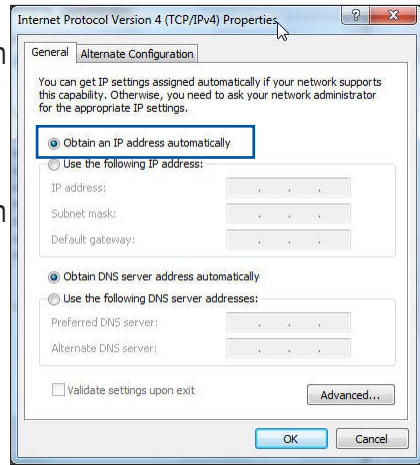 Internet Protocol Version 4 (TCP/IPv4) Properties
General Alternate Configuration
You can get IP settings assigned automatically if your network supports
this capability. Otherwise, you need to ask your network administrator
for the appropriate IP settings.
Obtain an IP address automatically
Use the following IP address:
IP address:
Subnet mask:
Default gateway:
Obtain DNS server address automatically
Use the following DNS server addresses:
Preferred DNS server:
Alternate DNS server:
Validate settings upon exit
Advanced...
OK Cancel